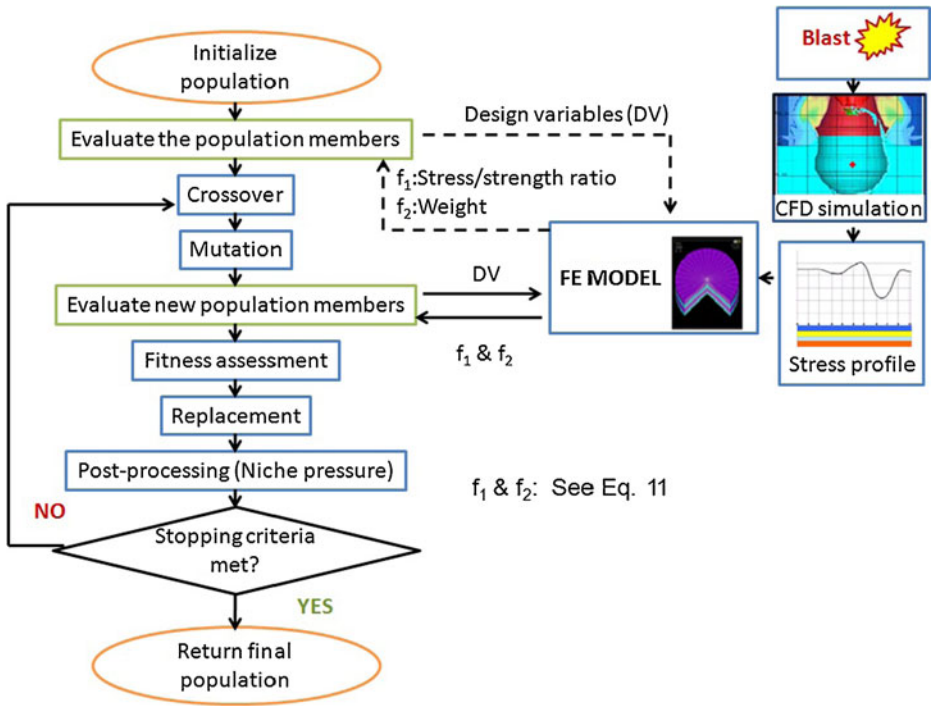 Initialize
population
Evaluate the population members
Crossover
Mutation
Evaluate new population members
Fitness assessment
Replacement
Post-processing (Niche pressure)
Stopping criteria
met?
NO
YES
Return final
population
Design variables (DV)
f₁:Stress/strength ratio
f₂:Weight
DV
f₁ & f₂
FE MODEL
Blast
CFD simulation
Stress profile
f₁ & f₂: See Eq. 11